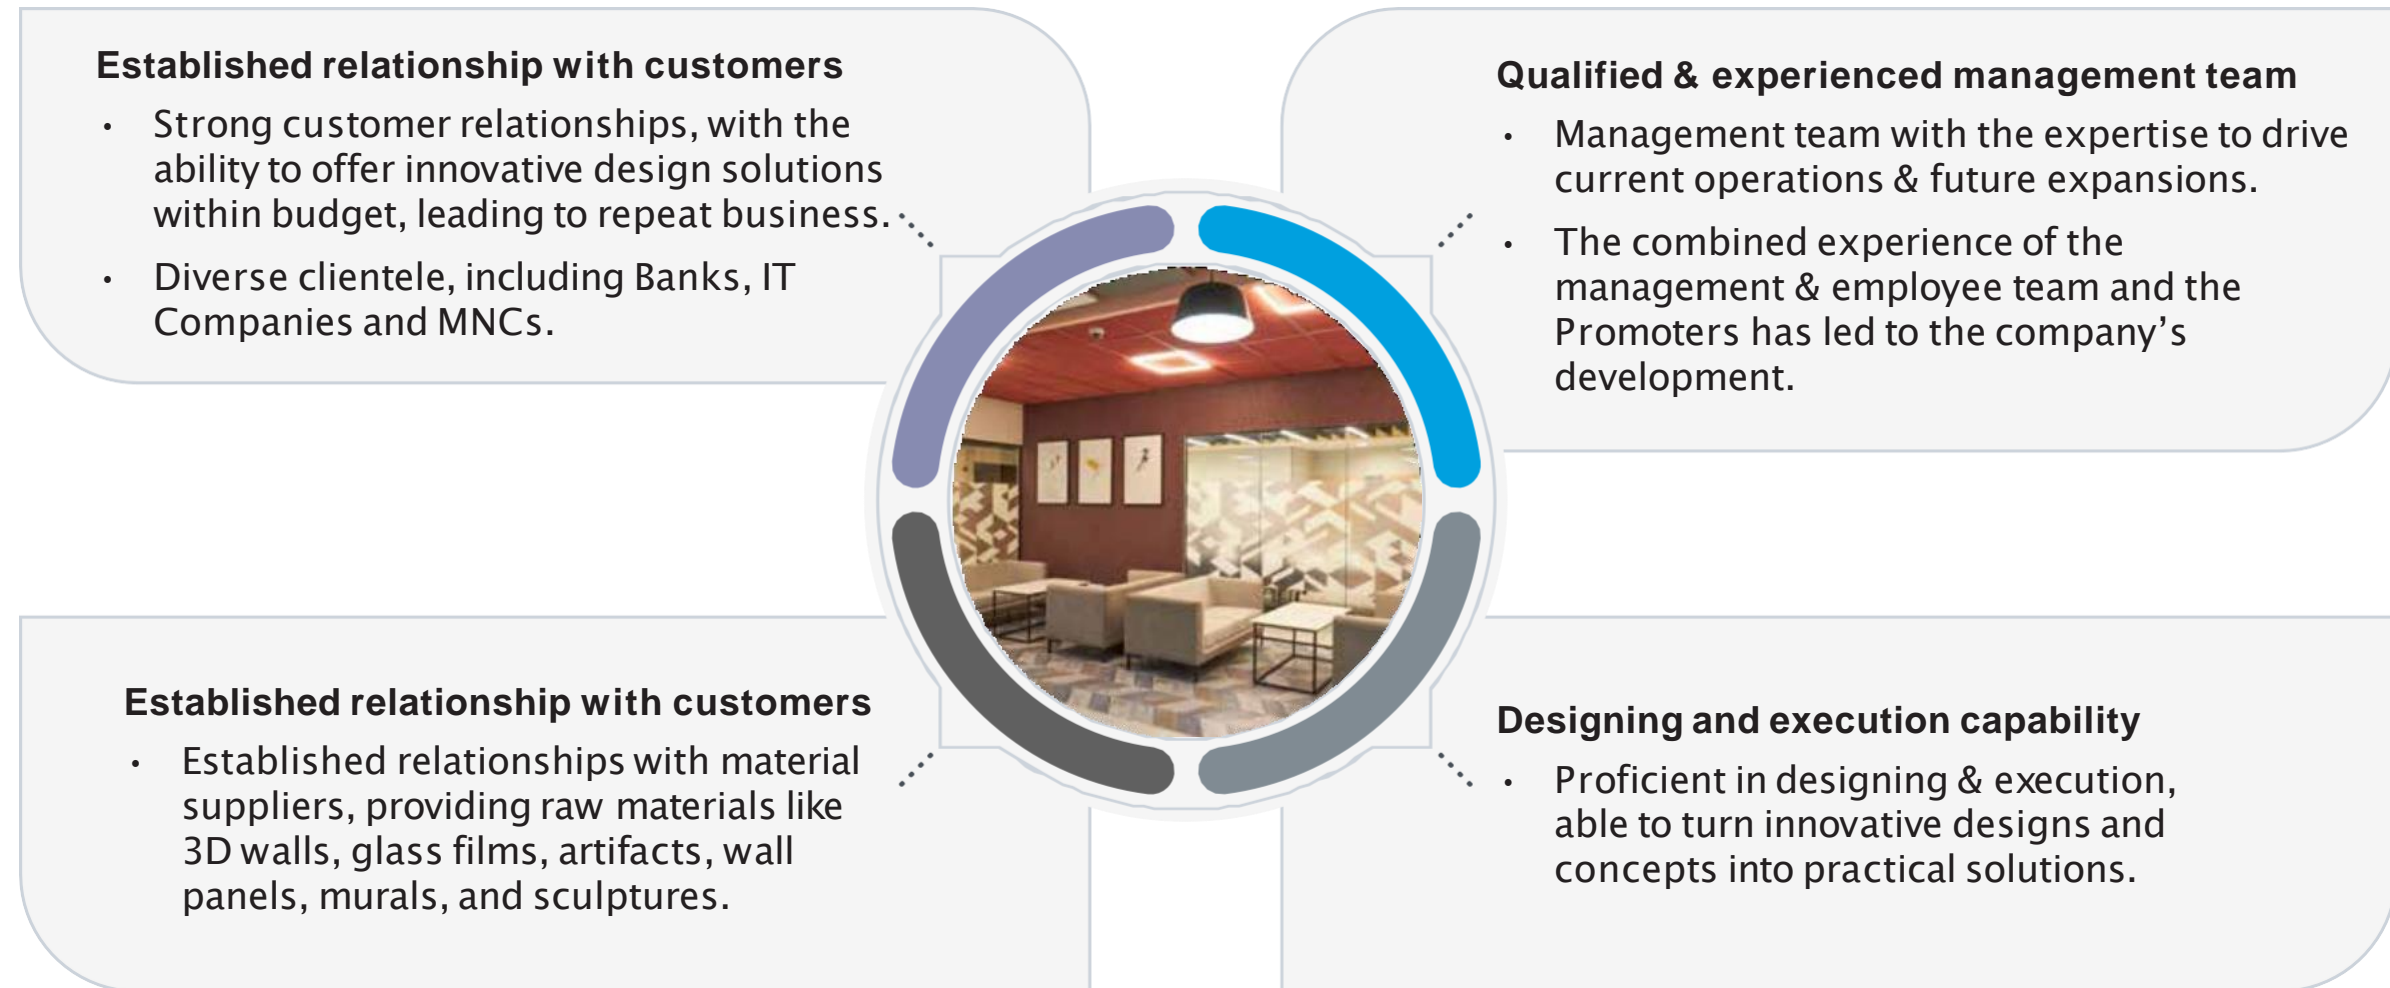 Established relationship with customers
• Strong customer relationships, with the
ability to offer innovative design solutions
within budget, leading to repeat business.
• Diverse clientele, including Banks, IT
Companies and MNCs.
Qualified & experienced management team
• Management team with the expertise to drive
current operations & future expansions.
• The combined experience of the
management & employee team and the
Promoters has led to the company’s
development.
Established relationship with customers
• Established relationships with material
suppliers, providing raw materials like
3D walls, glass films, artifacts, wall
panels, murals, and sculptures.
Designing and execution capability
• Proficient in designing & execution,
able to turn innovative designs and
concepts into practical solutions.